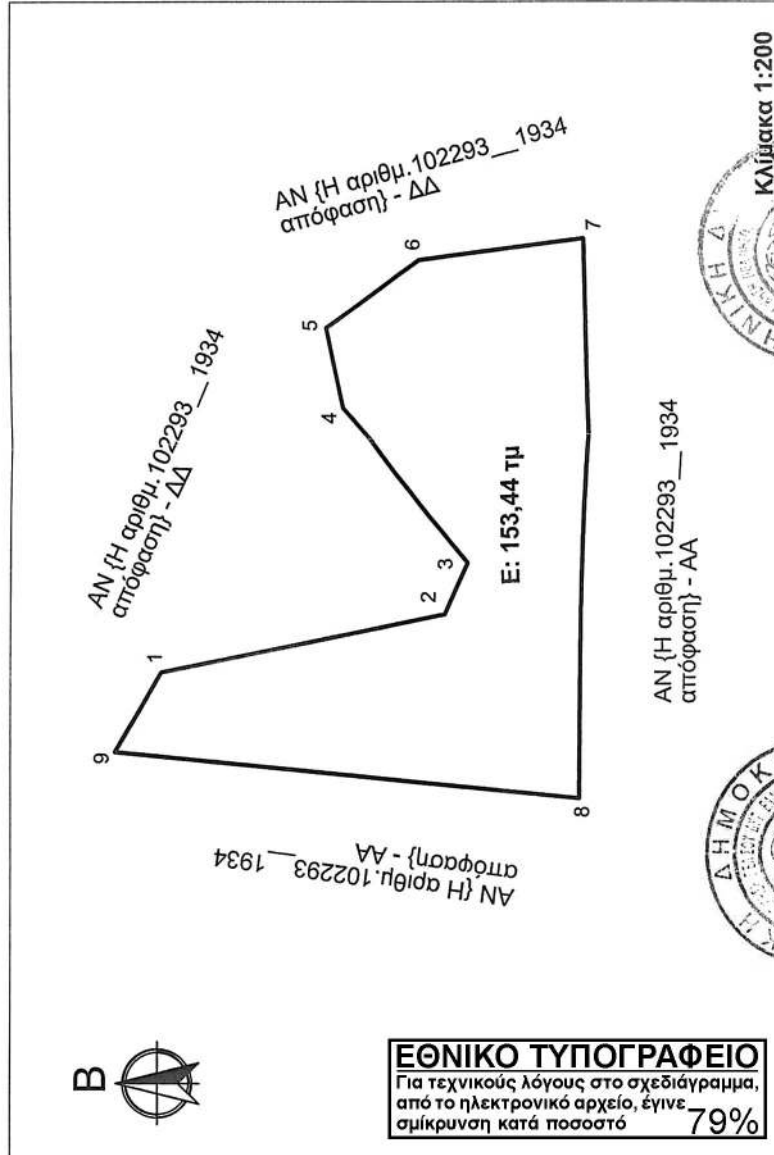 Β
ΑΝ {Η αριθμ.102293__1934
απόφαση} - ΔΔ
ΑΝ {Η αριθμ.102293__1934
απόφαση} - ΔΔ
ΑΝ {Η αριθμ.102293__1934
απόφαση} - ΑΑ
ΑΝ {Η αριθμ.102293__1934
απόφαση} - ΑΑ
9
1
2
3
4
5
6
7
8
Ε: 153,44 τμ
Κλίμακα 1:200
ΔΗΜΟΚ
ΕΘΝΙΚΟ ΤΥΠΟΓΡΑΦΕΙΟ
Για τεχνικούς λόγους στο σχεδιάγραμμα,
από το ηλεκτρονικό αρχείο, έγινε
σμίκρυνση κατά ποσοστό 79%